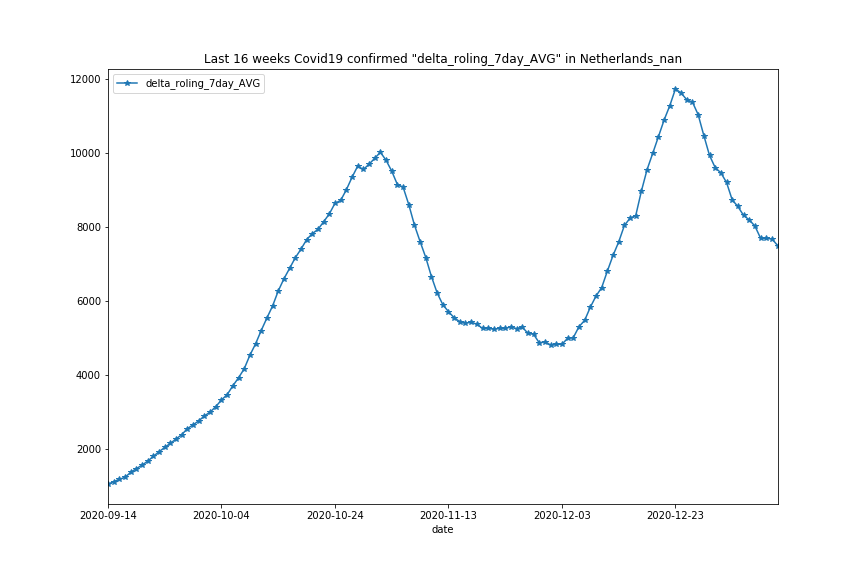 Last 16 weeks Covid19 confirmed "delta_roling_7day_AVG" in Netherlands_nan
delta_roling_7day_AVG
12000
10000
8000
6000
4000
2000
2020-09-14 2020-10-04 2020-10-24 2020-11-13 2020-12-03 2020-12-23
date